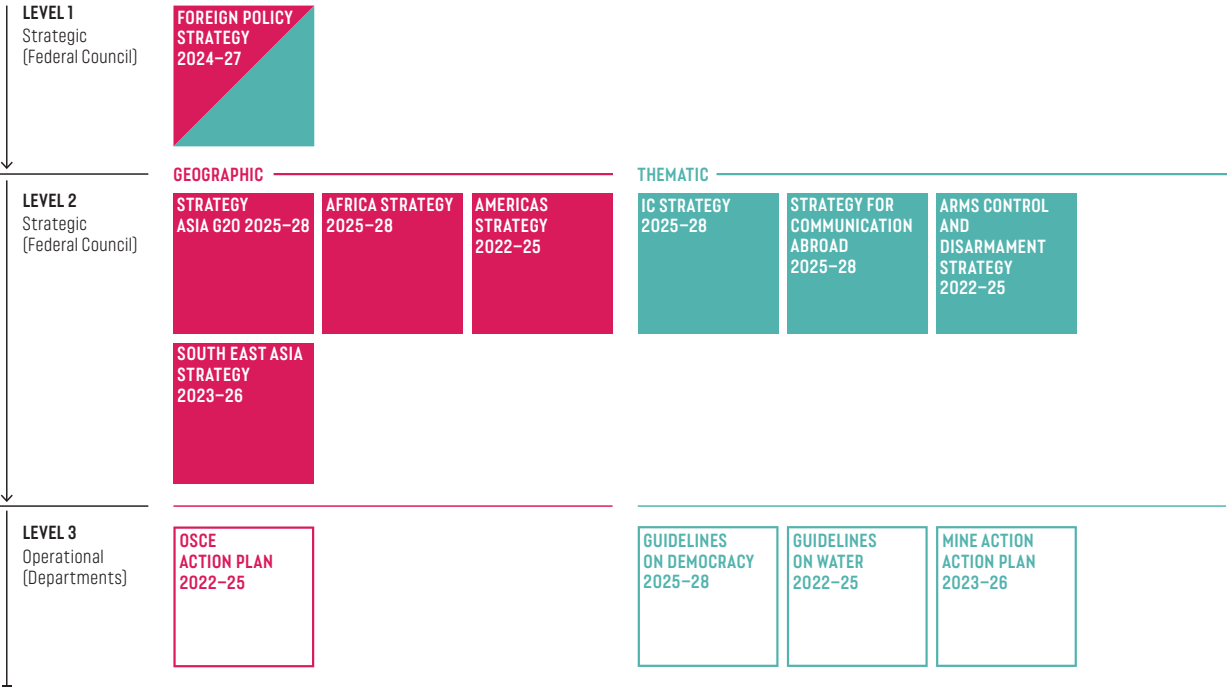 LEVEL 1
Strategic
(Federal Council)
FOREIGN POLICY
STRATEGY
2024–27
GEOGRAPHIC
THEMATIC
LEVEL 2
Strategic
(Federal Council)
STRATEGY
ASIA G20 2025–28
AFRICA STRATEGY
2025–28
AMERICAS
STRATEGY
2022–25
IC STRATEGY
2025–28
STRATEGY FOR
COMMUNICATION
ABROAD
2025–28
ARMS CONTROL
AND
DISARMAMENT
STRATEGY
2022–25
SOUTH EAST ASIA
STRATEGY
2023–26
LEVEL 3
Operational
(Departments)
OSCE
ACTION PLAN
2022–25
GUIDELINES
ON DEMOCRACY
2025–28
GUIDELINES
ON WATER
2022–25
MINE ACTION
ACTION PLAN
2023–26